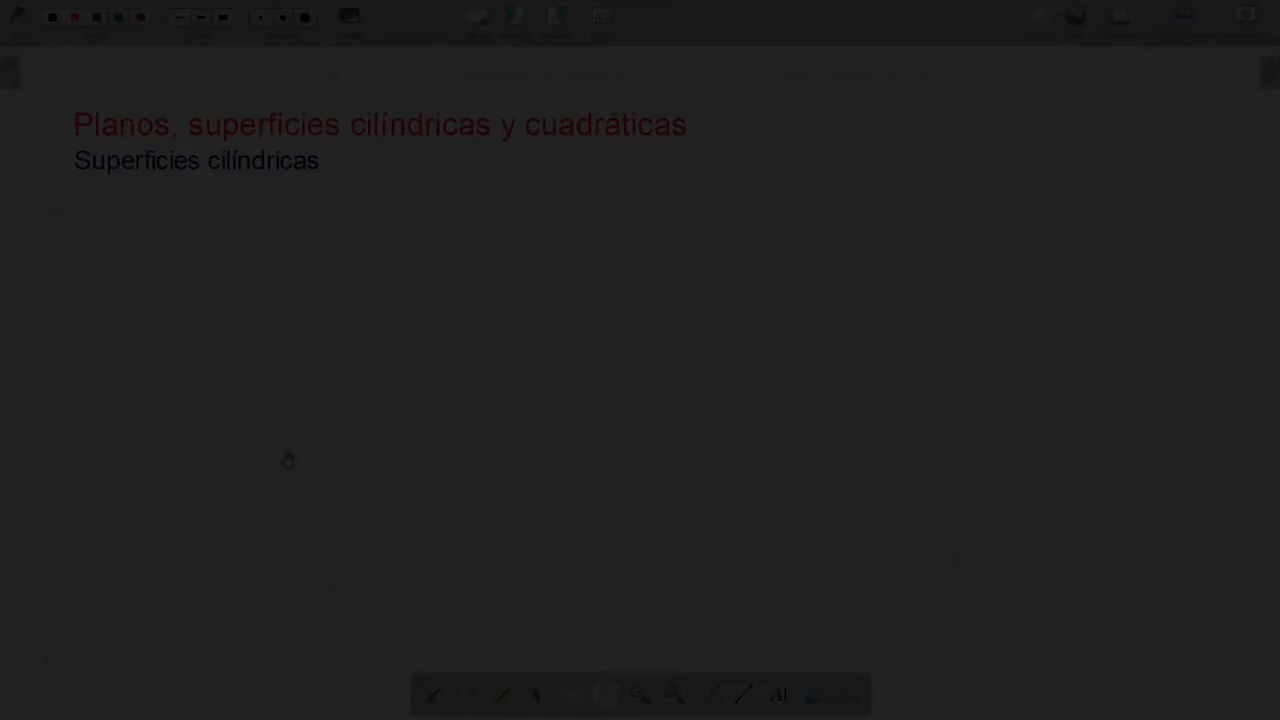 Planos, superficies cilíndricas y cuadráticas
Superficies cilíndricas